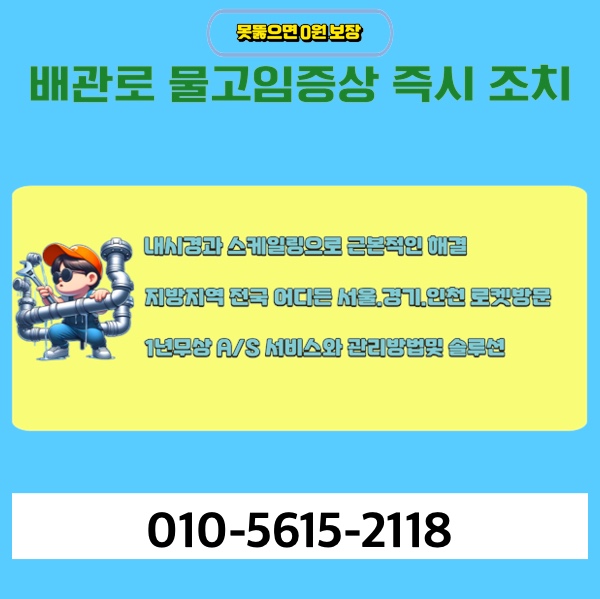 못뚫으면 0원 보장
배관로 물고임증상 즉시 조치
내시경과 스케일링으로 근본적인 해결
지방지역 전국 어디든 서울,경기,인천 로켓방문
1년무상 A/S 서비스와 관리방법및 솔루션
010-5615-2118